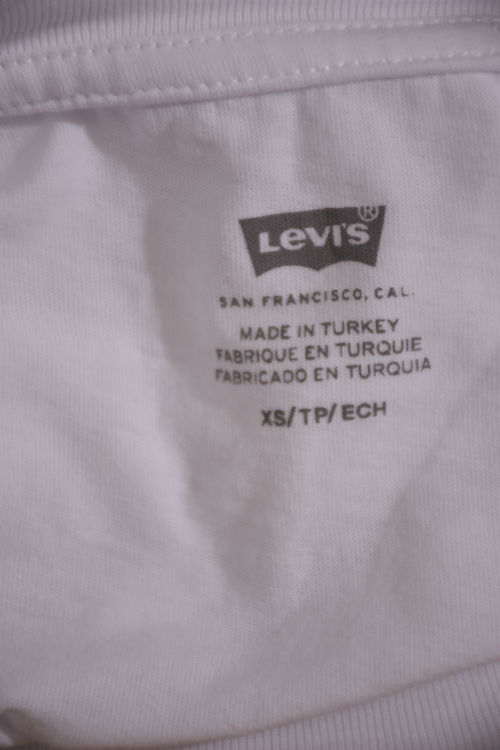 Levi's®
SAN FRANCISCO, CAL.
MADE IN TURKEY
FABRIQUE EN TURQUIE
FABRICADO EN TURQUIA
XS/TP/ECH